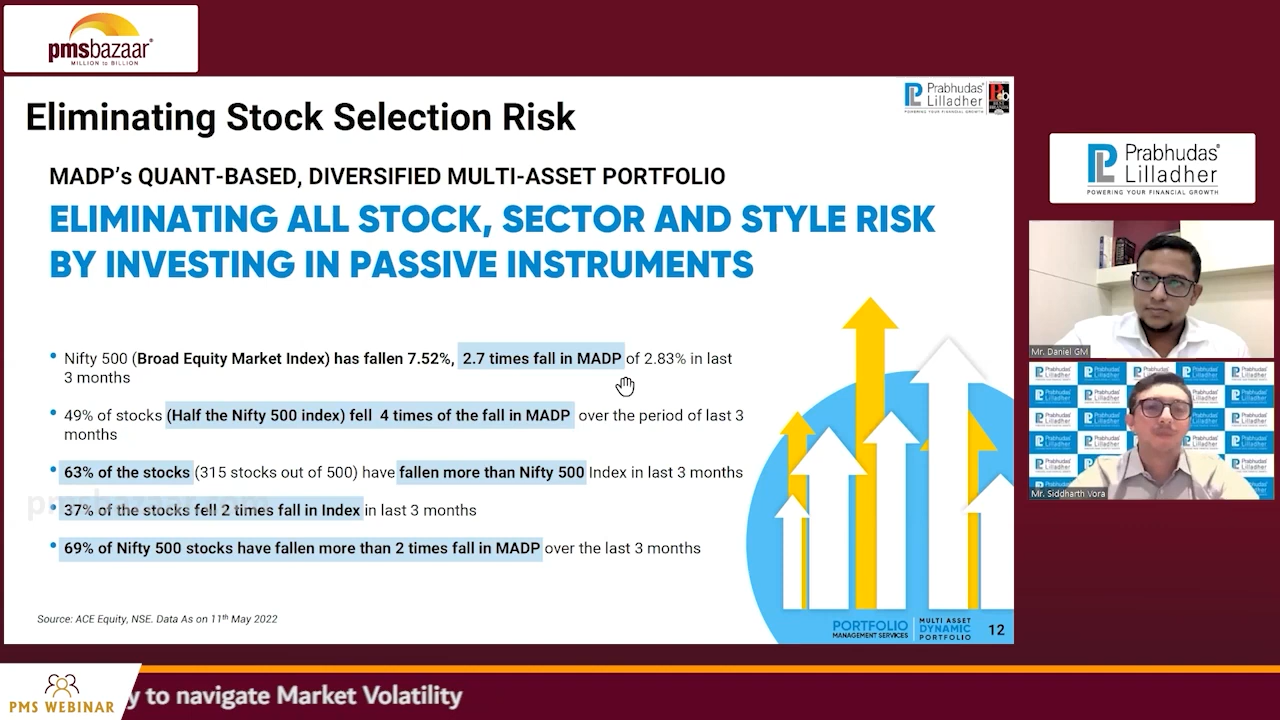 pmsbazaar
MILLION to BILLION
Eliminating Stock Selection Risk
Prabhudas
Lilladher
POWERING YOUR FINANCIAL GROWTH
MADP's QUANT-BASED, DIVERSIFIED MULTI-ASSET PORTFOLIO
ELIMINATING ALL STOCK, SECTOR AND STYLE RISK
BY INVESTING IN PASSIVE INSTRUMENTS
• Nifty 500 (Broad Equity Market Index) has fallen 7.52%, 2.7 times fall in MADP of 2.83% in last
3 months
• 49% of stocks (Half the Nifty 500 index) fell 4 times of the fall in MADP over the period of last 3
months
• 63% of the stocks (315 stocks out of 500) have fallen more than Nifty 500 Index in last 3 months
• 37% of the stocks fell 2 times fall in Index in last 3 months
• 69% of Nifty 500 stocks have fallen more than 2 times fall in MADP over the last 3 months
Source: ACE Equity, NSE. Data As on 11th May 2022
PORTFOLIO
MANAGEMENT SERVICES
MULTI ASSET
DYNAMIC
PORTFOLIO
12
Prabhudas
Lilladher
POWERING YOUR FINANCIAL GROWTH
Mr. Daniel GM
Mr. Siddharth Vora
PMS WEBINAR
y to navigate Market Volatility